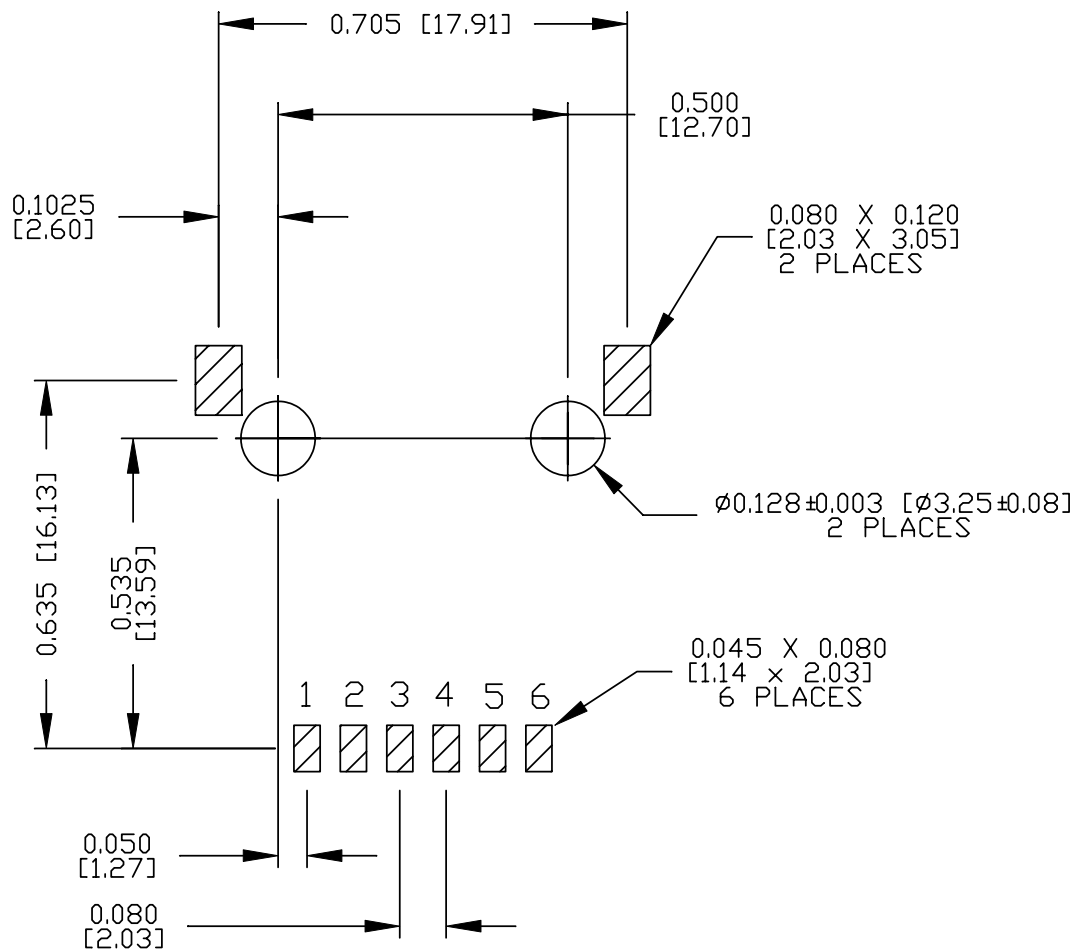 0.705 [17.91]
0.500
[12.70]
0.1025
[2.60]
0.080 X 0.120
[2.03 X 3.05]
2 PLACES
0.635 [16.13]
0.535
[13.59]
Ø0.128±0.003 [Ø3.25±0.08]
2 PLACES
0.045 X 0.080
[1.14 x 2.03]
6 PLACES
1 2 3 4 5 6
0.050
[1.27]
0.080
[2.03]